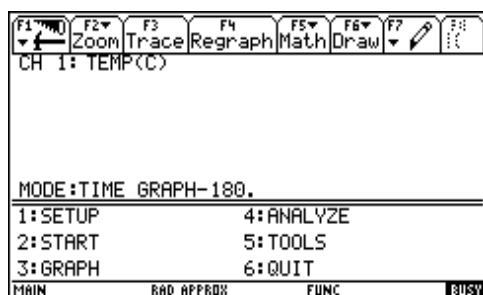 F1 F2 F3 F4 F5 F6 F7
Zoom Trace Regraph Math Draw
CH 1: TEMP(C)
MODE:TIME GRAPH-180.
1:SETUP 4:ANALYZE
2:START 5:TOOLS
3:GRAPH 6:QUIT
MAIN RAD APPROX FUNC BUSY